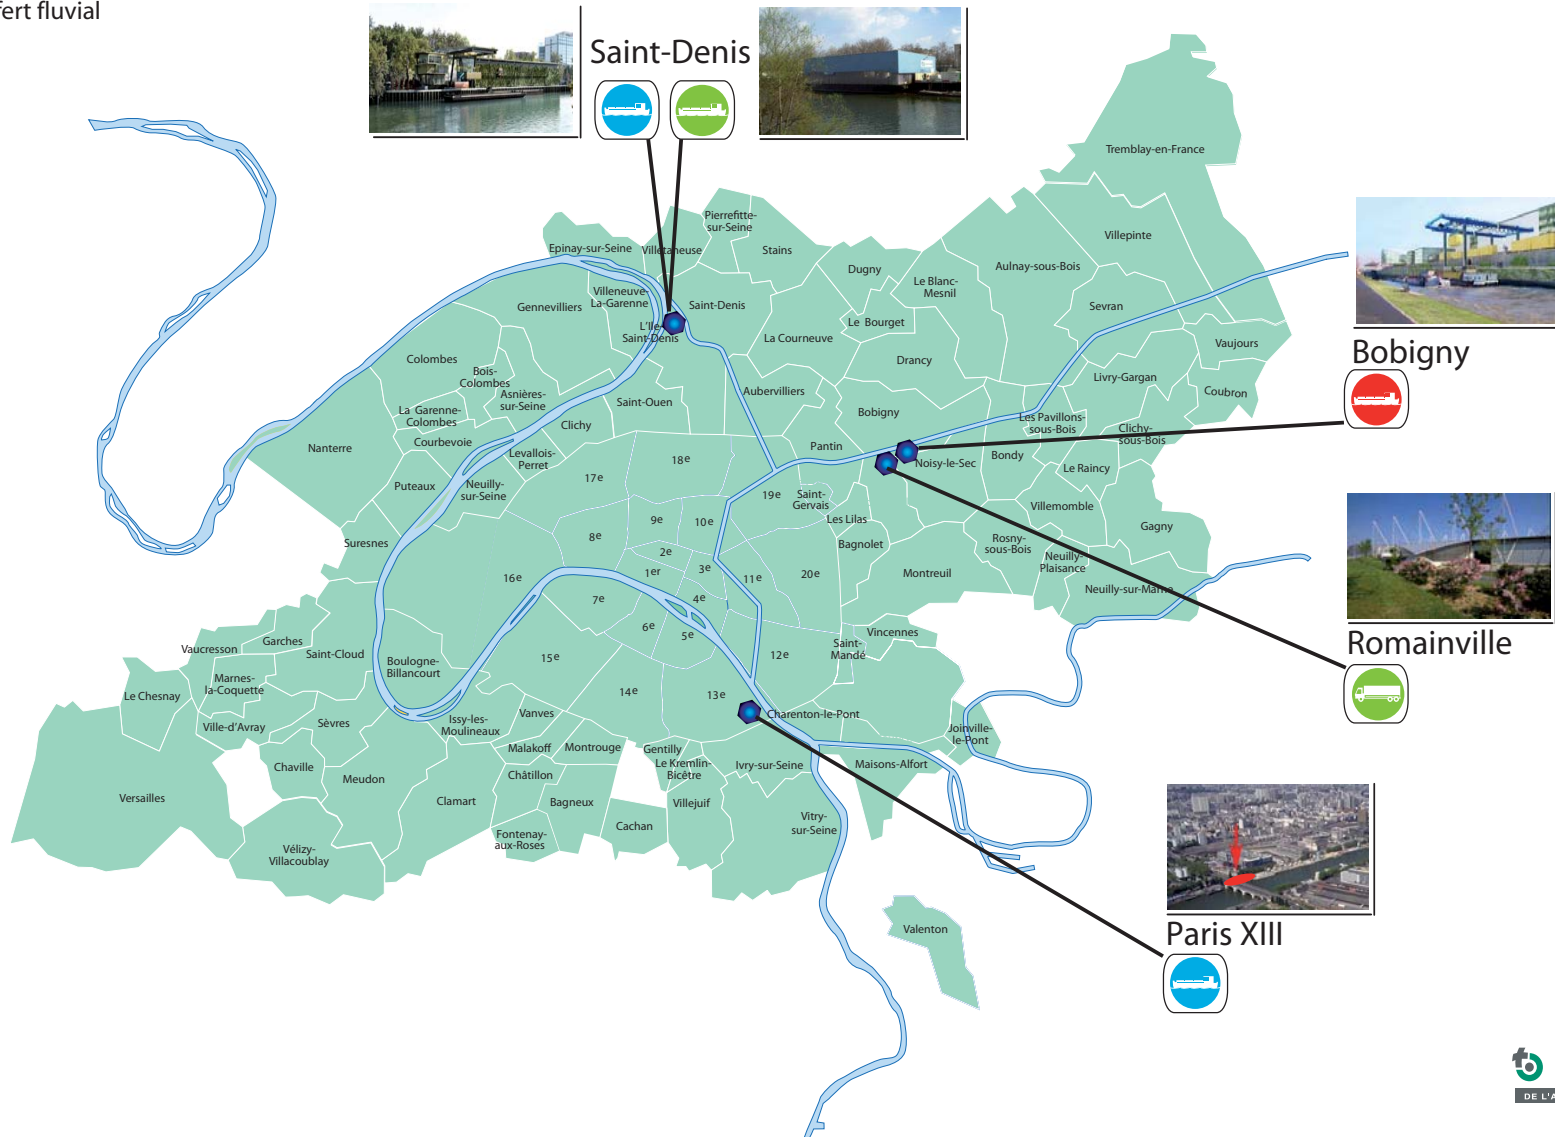 fert fluvial
Saint-Denis
Tremblay-en-France
Pierrefitte-
sur-Seine
Epinay-sur-Seine
Villetaneuse
Stains
Villepinte
Dugny
Aulnay-sous-Bois
Le Blanc-
Mesnil
Villeneuve-
La-Garenne
Gennevilliers
Saint-Denis
Sevran
L'Ile-
Saint-Denis
Le Bourget
La Courneuve
Vaujours
Bobigny
Colombes
Drancy
Bois-
Colombes
Livry-Gargan
Asnières-
sur-Seine
Aubervilliers
Coubron
Saint-Ouen
La Garenne-
Colombes
Bobigny
Les Pavillons-
sous-Bois
Clichy
Clichy-
sous-Bois
Courbevoie
Nanterre
Pantin
Levallois-
Perret
18e
Noisy-le-Sec
Bondy
Le Raincy
17e
Puteaux
Neuilly-
sur-Seine
19e
Saint-
Gervais
Villemomble
9e
10e
Les Lilas
Gagny
8e
Suresnes
Bagnolet
Rosny-
sous-Bois
2e
Neuilly-
Plaisance
1er
3e
11e
20e
Montreuil
16e
Neuilly-sur-Marne
7e
4e
6e
5e
Vincennes
Romainville
Garches
Vaucresson
Saint-Cloud
Saint-
Mandé
12e
15e
Boulogne-
Billancourt
Marnes-
la-Coquette
Le Chesnay
14e
13e
Charenton-le-Pont
Vanves
Sèvres
Ville-d'Avray
Issy-les-
Moulineaux
Joinville-
le-Pont
Malakoff
Montrouge
Gentilly
Le Kremlin-
Bicêtre
Ivry-sur-Seine
Maisons-Alfort
Chaville
Meudon
Châtillon
Versailles
Clamart
Bagneux
Villejuif
Vitry-
sur-Seine
Cachan
Fontenay-
aux-Roses
Vélizy-
Villacoublay
Valenton
Paris XIII
DE L'A